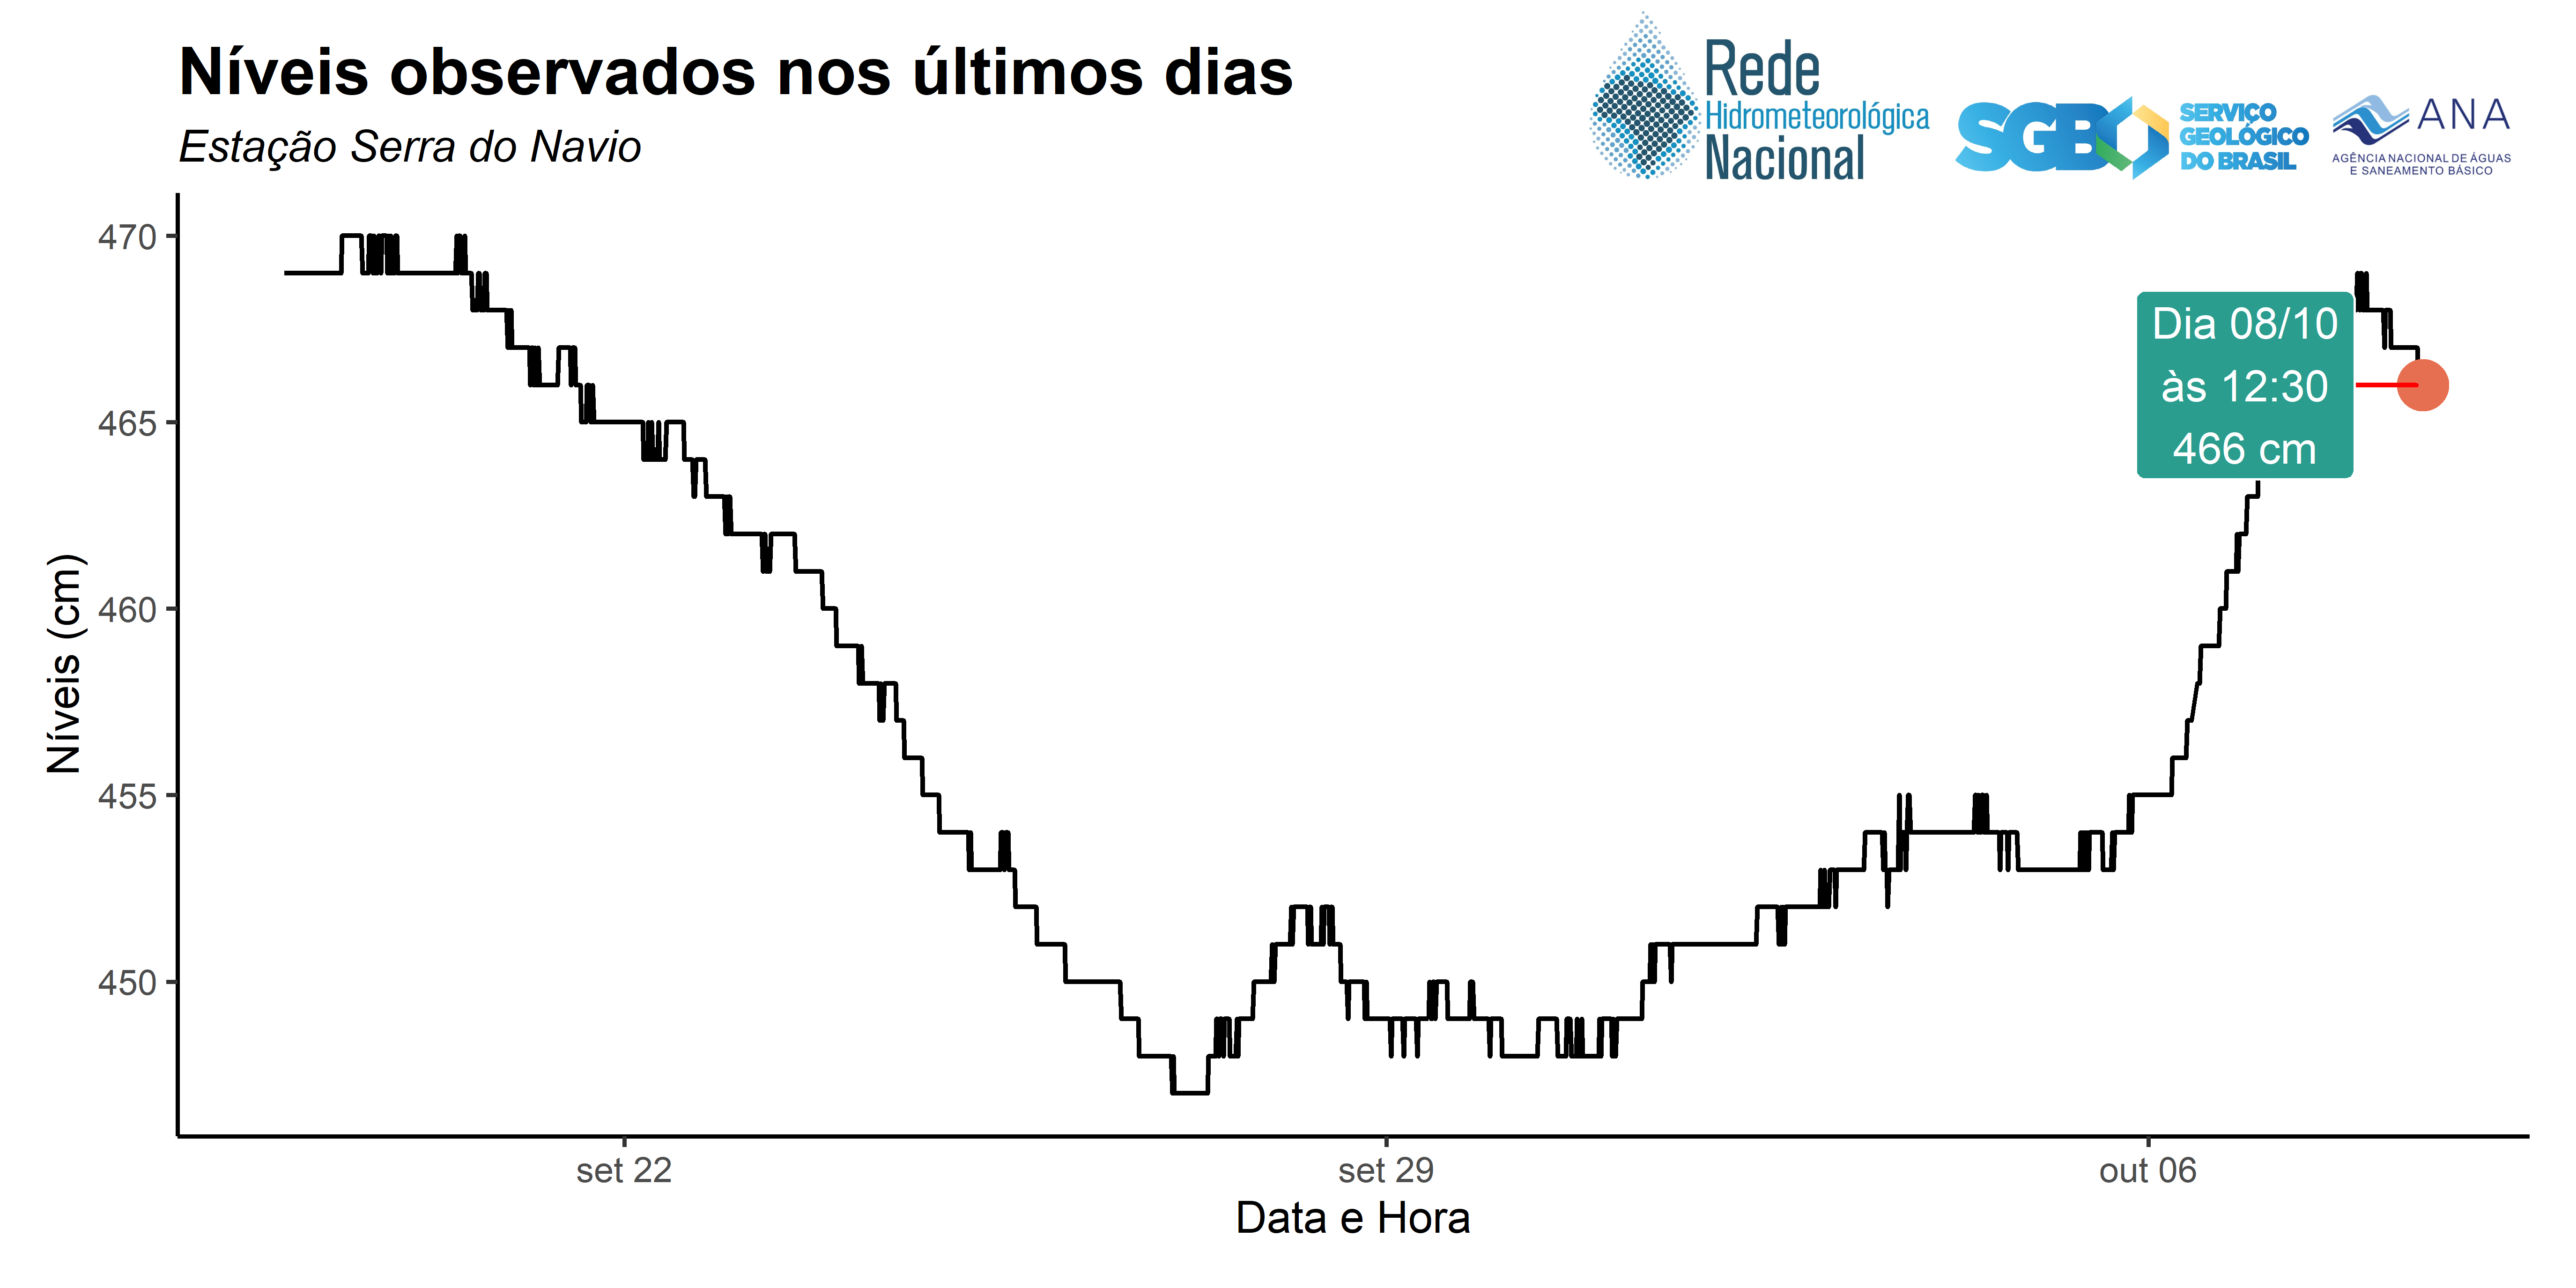 Níveis observados nos últimos dias
Estação Serra do Navio
Rede
Hidrometeorológica
Nacional
SGB
SERVIÇO
GEOLÓGICO
DO BRASIL
ANA
AGÊNCIA NACIONAL DE ÁGUAS
E SANEAMENTO BÁSICO
Níveis (cm)
470
465
460
455
450
Dia 08/10
às 12:30
466 cm
set 22
set 29
out 06
Data e Hora